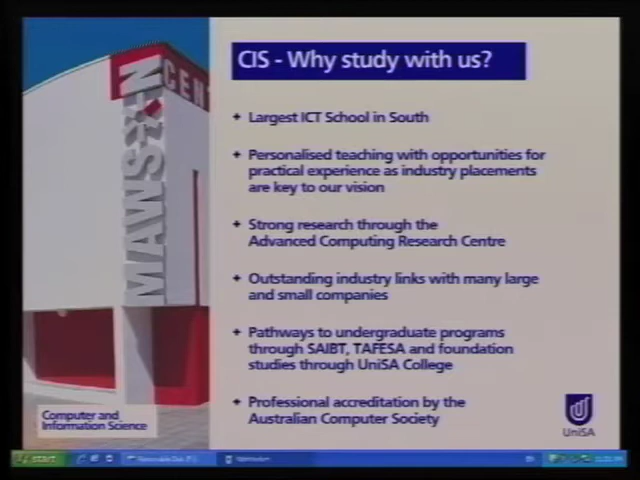 CIS - Why study with us?
Largest ICT School in South
Personalised teaching with opportunities for
practical experience as industry placements
are key to our vision
Strong research through the
Advanced Computing Research Centre
Outstanding industry links with many large
and small companies
Pathways to undergraduate programs
through SAIBT, TAFESA and foundation
studies through UniSA College
Professional accreditation by the
Australian Computer Society
MAWSON
CEN
Computer and
Information Science
UniSA
start